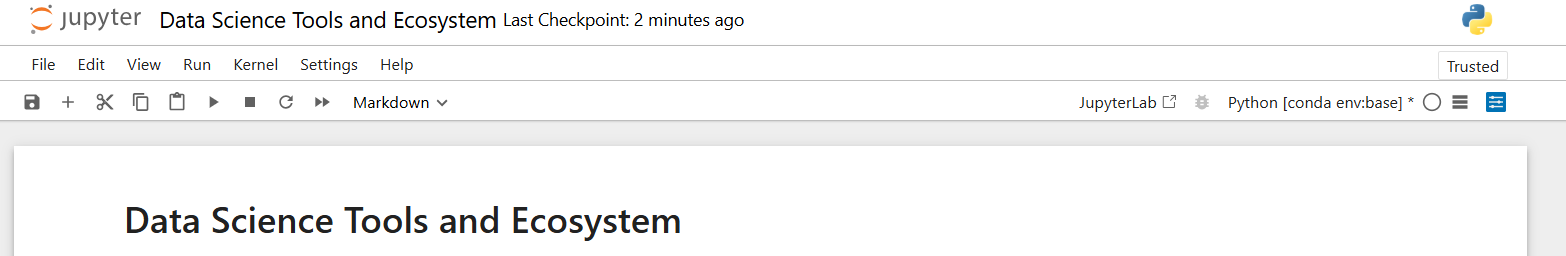 jupyter Data Science Tools and Ecosystem Last Checkpoint: 2 minutes ago
File Edit View Run Kernel Settings Help Trusted
Markdown JupyterLab Python [conda env:base] *
Data Science Tools and Ecosystem